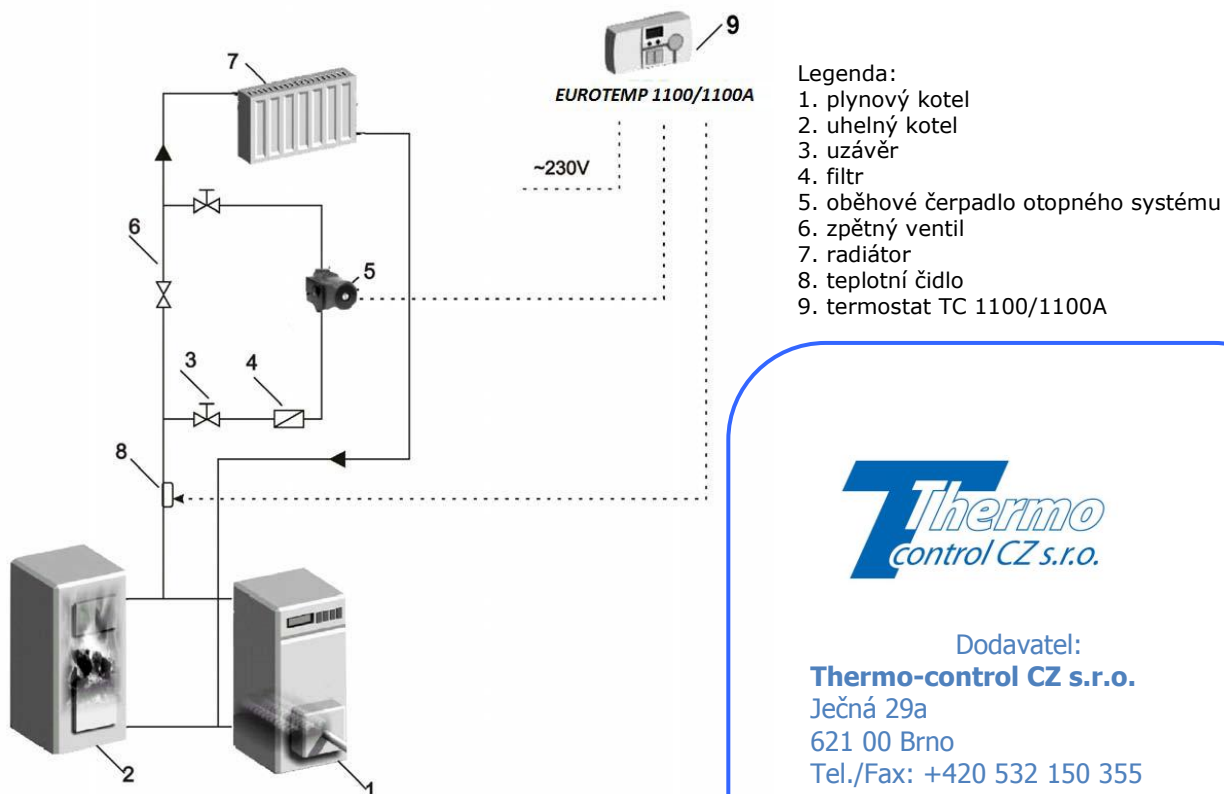 9
7
EUROTEMP 1100/1100A
~230V
6
5
3
4
8
2
1
Legenda:
1. plynový kotel
2. uhelný kotel
3. uzávěr
4. filtr
5. oběhové čerpadlo otopného systému
6. zpětný ventil
7. radiátor
8. teplotní čidlo
9. termostat TC 1100/1100A
Thermo
control CZ s.r.o.
Dodavatel:
Thermo-control CZ s.r.o.
Ječná 29a
621 00 Brno
Tel./Fax: +420 532 150 355